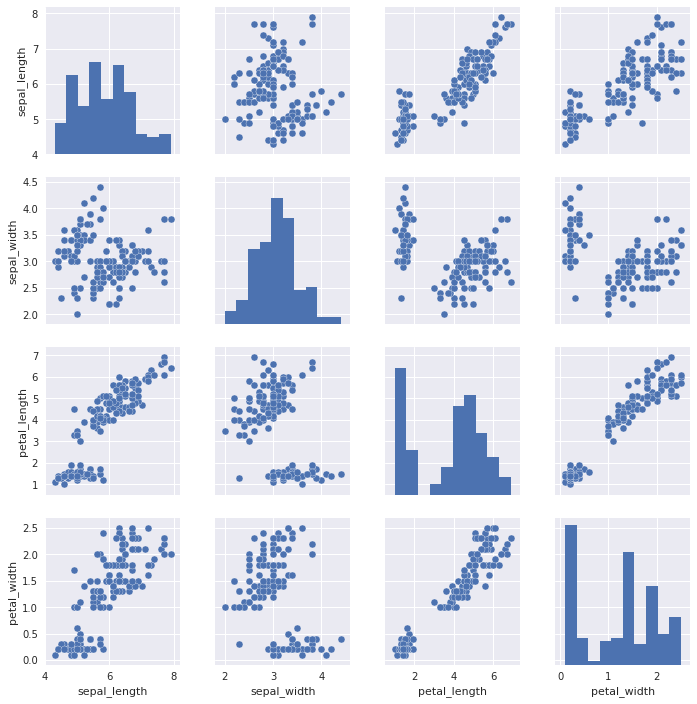 8
7
6
5
4
sepal_length
4.5
4.0
3.5
3.0
2.5
2.0
sepal_width
7
6
5
4
3
2
1
petal_length
2.5
2.0
1.5
1.0
0.5
0.0
petal_width
4 6 8
sepal_length
2 3 4
sepal_width
2 4 6
petal_length
0 1 2
petal_width